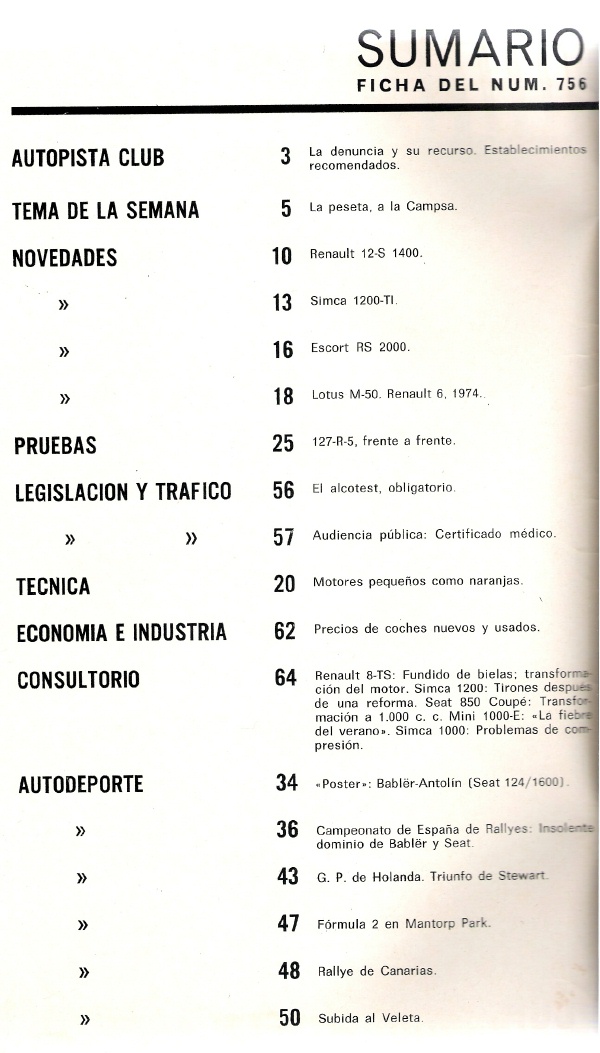 SUMARIO
FICHA DEL NUM. 756
AUTOPISTA CLUB 3 La denuncia y su recurso. Establecimientos
recomendados.
TEMA DE LA SEMANA 5 La peseta, a la Campsa.
NOVEDADES 10 Renault 12-S 1400.
» 13 Simca 1200-TI.
» 16 Escort RS 2000.
» 18 Lotus M-50. Renault 6, 1974.
PRUEBAS 25 127-R-5, frente a frente.
LEGISLACION Y TRAFICO 56 El alcotest, obligatorio.
» » 57 Audiencia pública: Certificado médico.
TECNICA 20 Motores pequeños como naranjas.
ECONOMIA E INDUSTRIA 62 Precios de coches nuevos y usados.
CONSULTORIO 64 Renault 8-TS: Fundido de bielas; transforma-
ción del motor. Simca 1200: Tirones después
de una reforma. Seat 850 Coupé: Transfor-
mación a 1.000 c. c. Mini 1000-E: «La fiebre
del verano». Simca 1000: Problemas de com-
presión.
AUTODEPORTE 34 «Poster»: Bablër-Antolín (Seat 124/1600).
» 36 Campeonato de España de Rallyes: Insolente
dominio de Bablër y Seat.
» 43 G. P. de Holanda. Triunfo de Stewart.
» 47 Fórmula 2 en Mantorp Park.
» 48 Rallye de Canarias.
» 50 Subida al Veleta.